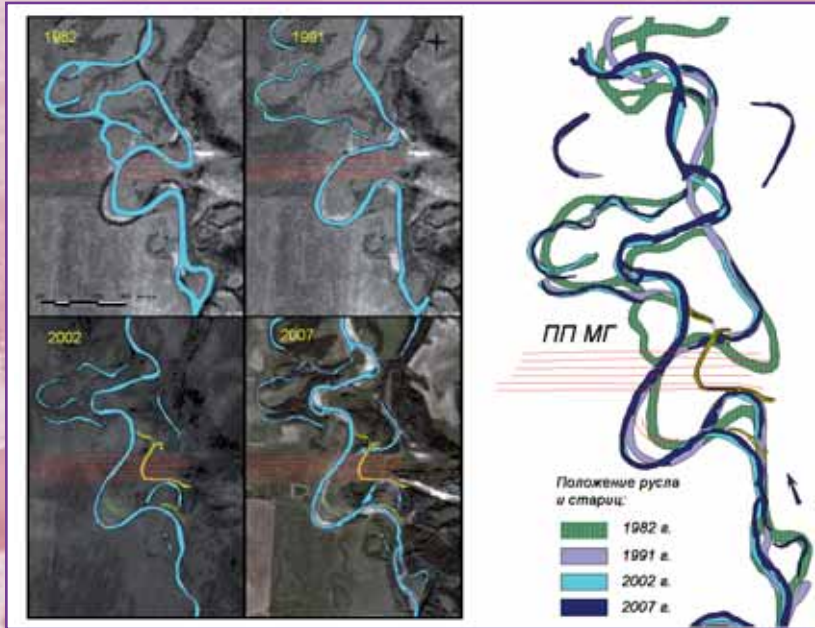 1982
1991
2002
2007
ПП МГ
Положение русла
и стариц:
1982 г.
1991 г.
2002 г.
2007 г.